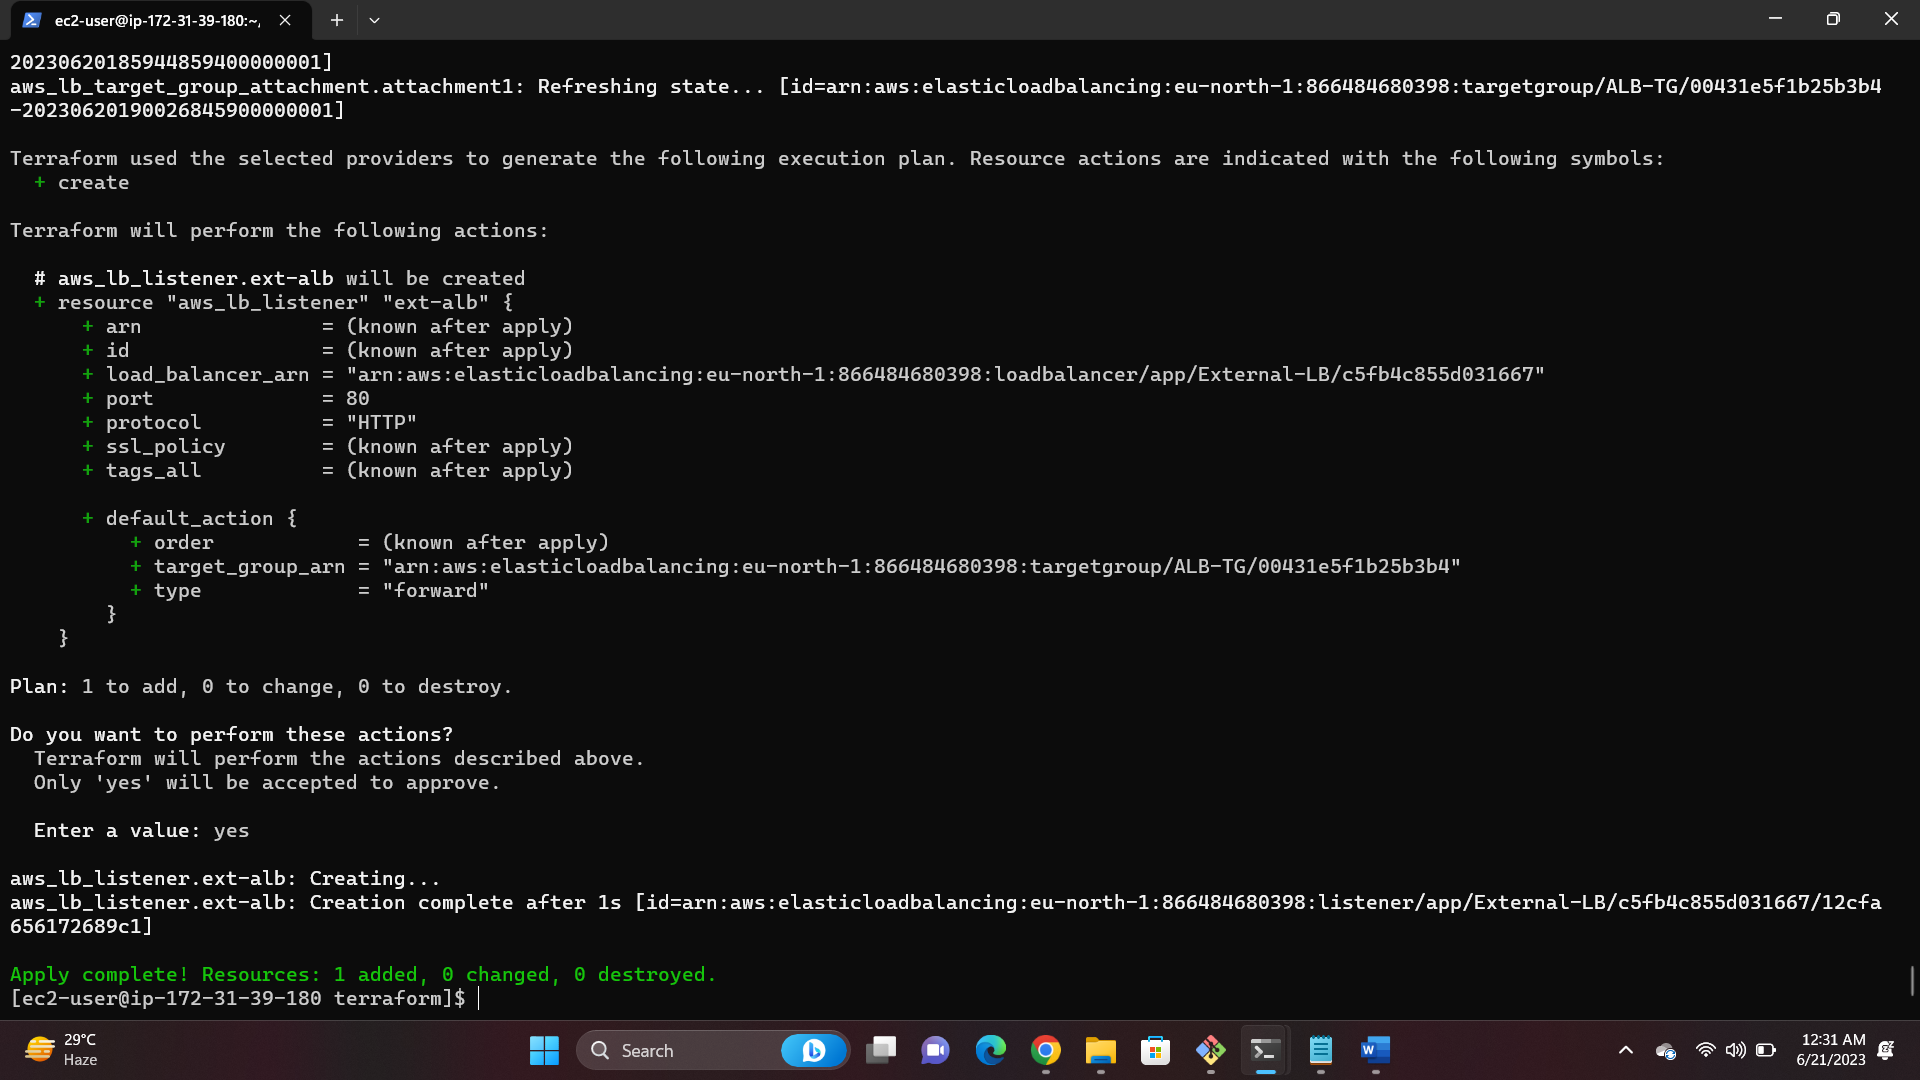 ec2-user@ip-172-31-39-180:~,
20230620185944859400000001]
aws_lb_target_group_attachment.attachment1: Refreshing state... [id=arn:aws:elasticloadbalancing:eu-north-1:866484680398:targetgroup/ALB-TG/00431e5f1b25b3b4
-20230620190026845900000001]
Terraform used the selected providers to generate the following execution plan. Resource actions are indicated with the following symbols:
  + create
Terraform will perform the following actions:
  # aws_lb_listener.ext-alb will be created
  + resource "aws_lb_listener" "ext-alb" {
      + arn               = (known after apply)
      + id                = (known after apply)
      + load_balancer_arn = "arn:aws:elasticloadbalancing:eu-north-1:866484680398:loadbalancer/app/External-LB/c5fb4c855d031667"
      + port              = 80
      + protocol          = "HTTP"
      + ssl_policy        = (known after apply)
      + tags_all          = (known after apply)
      + default_action {
          + order            = (known after apply)
          + target_group_arn = "arn:aws:elasticloadbalancing:eu-north-1:866484680398:targetgroup/ALB-TG/00431e5f1b25b3b4"
          + type             = "forward"
        }
    }
Plan: 1 to add, 0 to change, 0 to destroy.
Do you want to perform these actions?
  Terraform will perform the actions described above.
  Only 'yes' will be accepted to approve.
  Enter a value: yes
aws_lb_listener.ext-alb: Creating...
aws_lb_listener.ext-alb: Creation complete after 1s [id=arn:aws:elasticloadbalancing:eu-north-1:866484680398:listener/app/External-LB/c5fb4c855d031667/12cfa
656172689c1]
Apply complete! Resources: 1 added, 0 changed, 0 destroyed.
[ec2-user@ip-172-31-39-180 terraform]$
29°C
Haze
Search
12:31 AM
6/21/2023